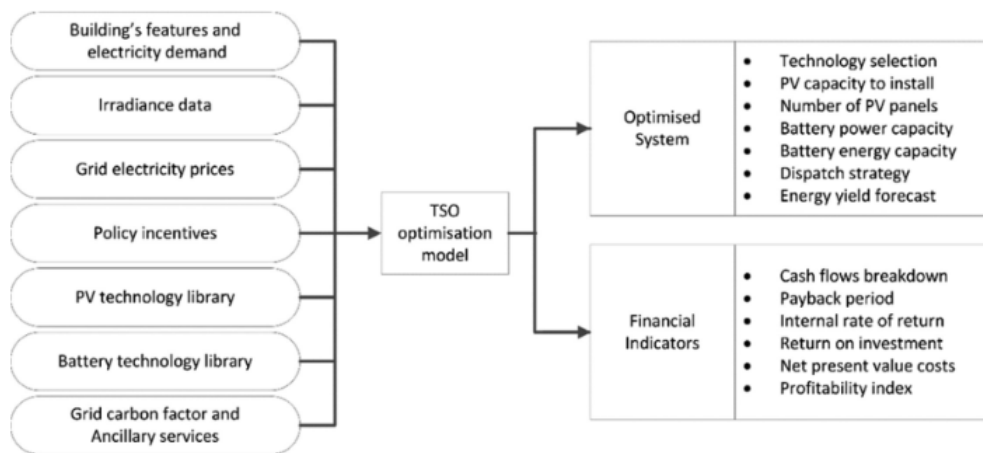 Building's features and
electricity demand
Irradiance data
Grid electricity prices
Policy incentives
PV technology library
Battery technology library
Grid carbon factor and
Ancillary services
TSO
optimisation
model
Optimised
System
• Technology selection
• PV capacity to install
• Number of PV panels
• Battery power capacity
• Battery energy capacity
• Dispatch strategy
• Energy yield forecast
Financial
Indicators
• Cash flows breakdown
• Payback period
• Internal rate of return
• Return on investment
• Net present value costs
• Profitability index